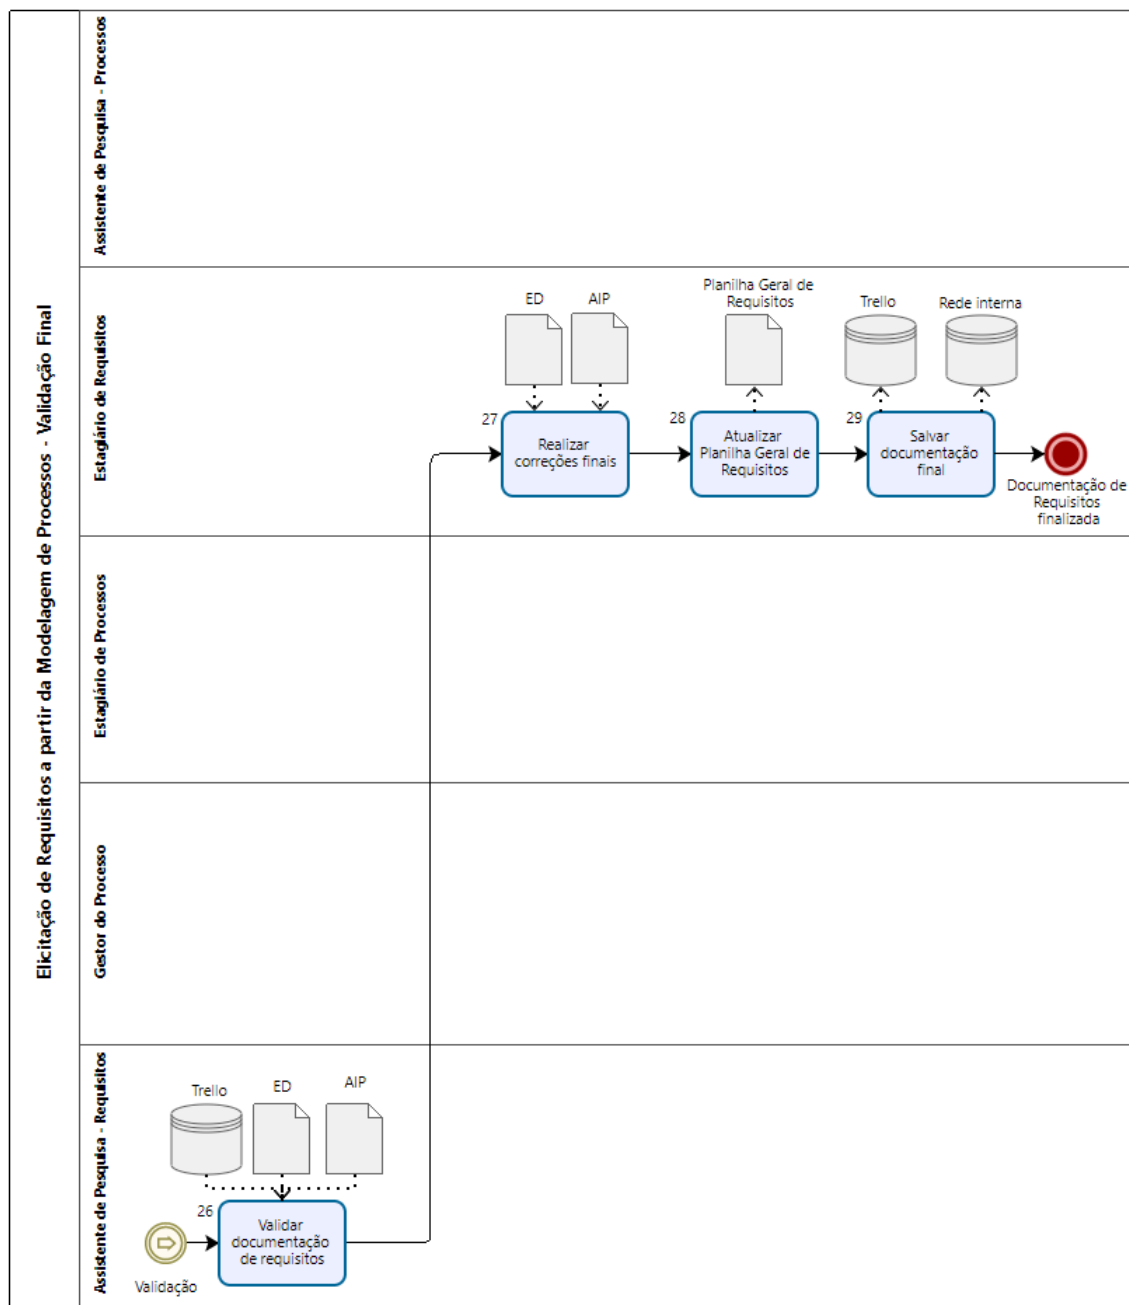 Elicitação de Requisitos a partir da Modelagem de Processos - Validação Final
Assistente de Pesquisa - Processos
Estagiário de Requisitos
ED
AIP
Planilha Geral de
Requisitos
Trello
Rede interna
27
Realizar
correções finais
28
Atualizar
Planilha Geral de
Requisitos
29
Salvar
documentação
final
Documentação de
Requisitos
finalizada
Estagiário de Processos
Gestor do Processo
Assistente de Pesquisa - Requisitos
Trello
ED
AIP
26
Validar
documentação
de requisitos
Validação